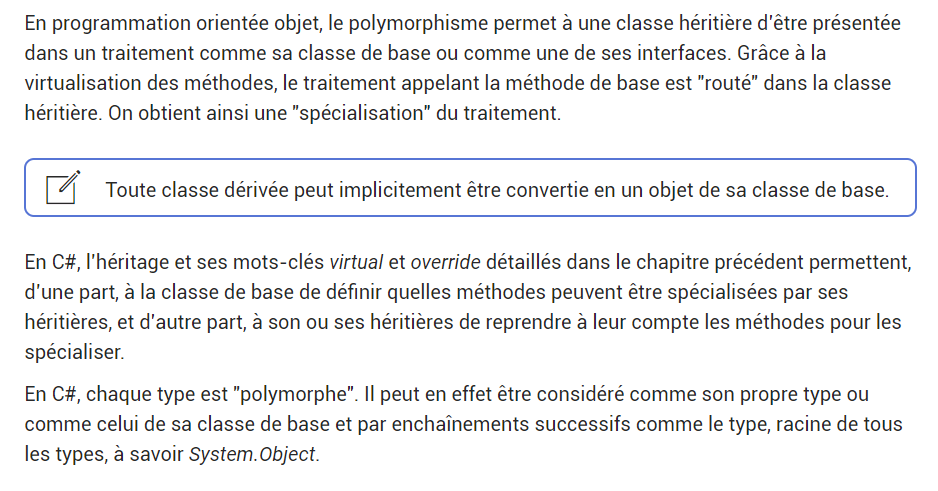 En programmation orientée objet, le polymorphisme permet à une classe héritière d'être présentée
dans un traitement comme sa classe de base ou comme une de ses interfaces. Grâce à la
virtualisation des méthodes, le traitement appelant la méthode de base est "routé" dans la classe
héritière. On obtient ainsi une "spécialisation" du traitement.
Toute classe dérivée peut implicitement être convertie en un objet de sa classe de base.
En C#, l'héritage et ses mots-clés virtual et override détaillés dans le chapitre précédent permettent,
d'une part, à la classe de base de définir quelles méthodes peuvent être spécialisées par ses
héritières, et d'autre part, à son ou ses héritières de reprendre à leur compte les méthodes pour les
spécialiser.
En C#, chaque type est "polymorphe". Il peut en effet être considéré comme son propre type ou
comme celui de sa classe de base et par enchaînements successifs comme le type, racine de tous
les types, à savoir System.Object.